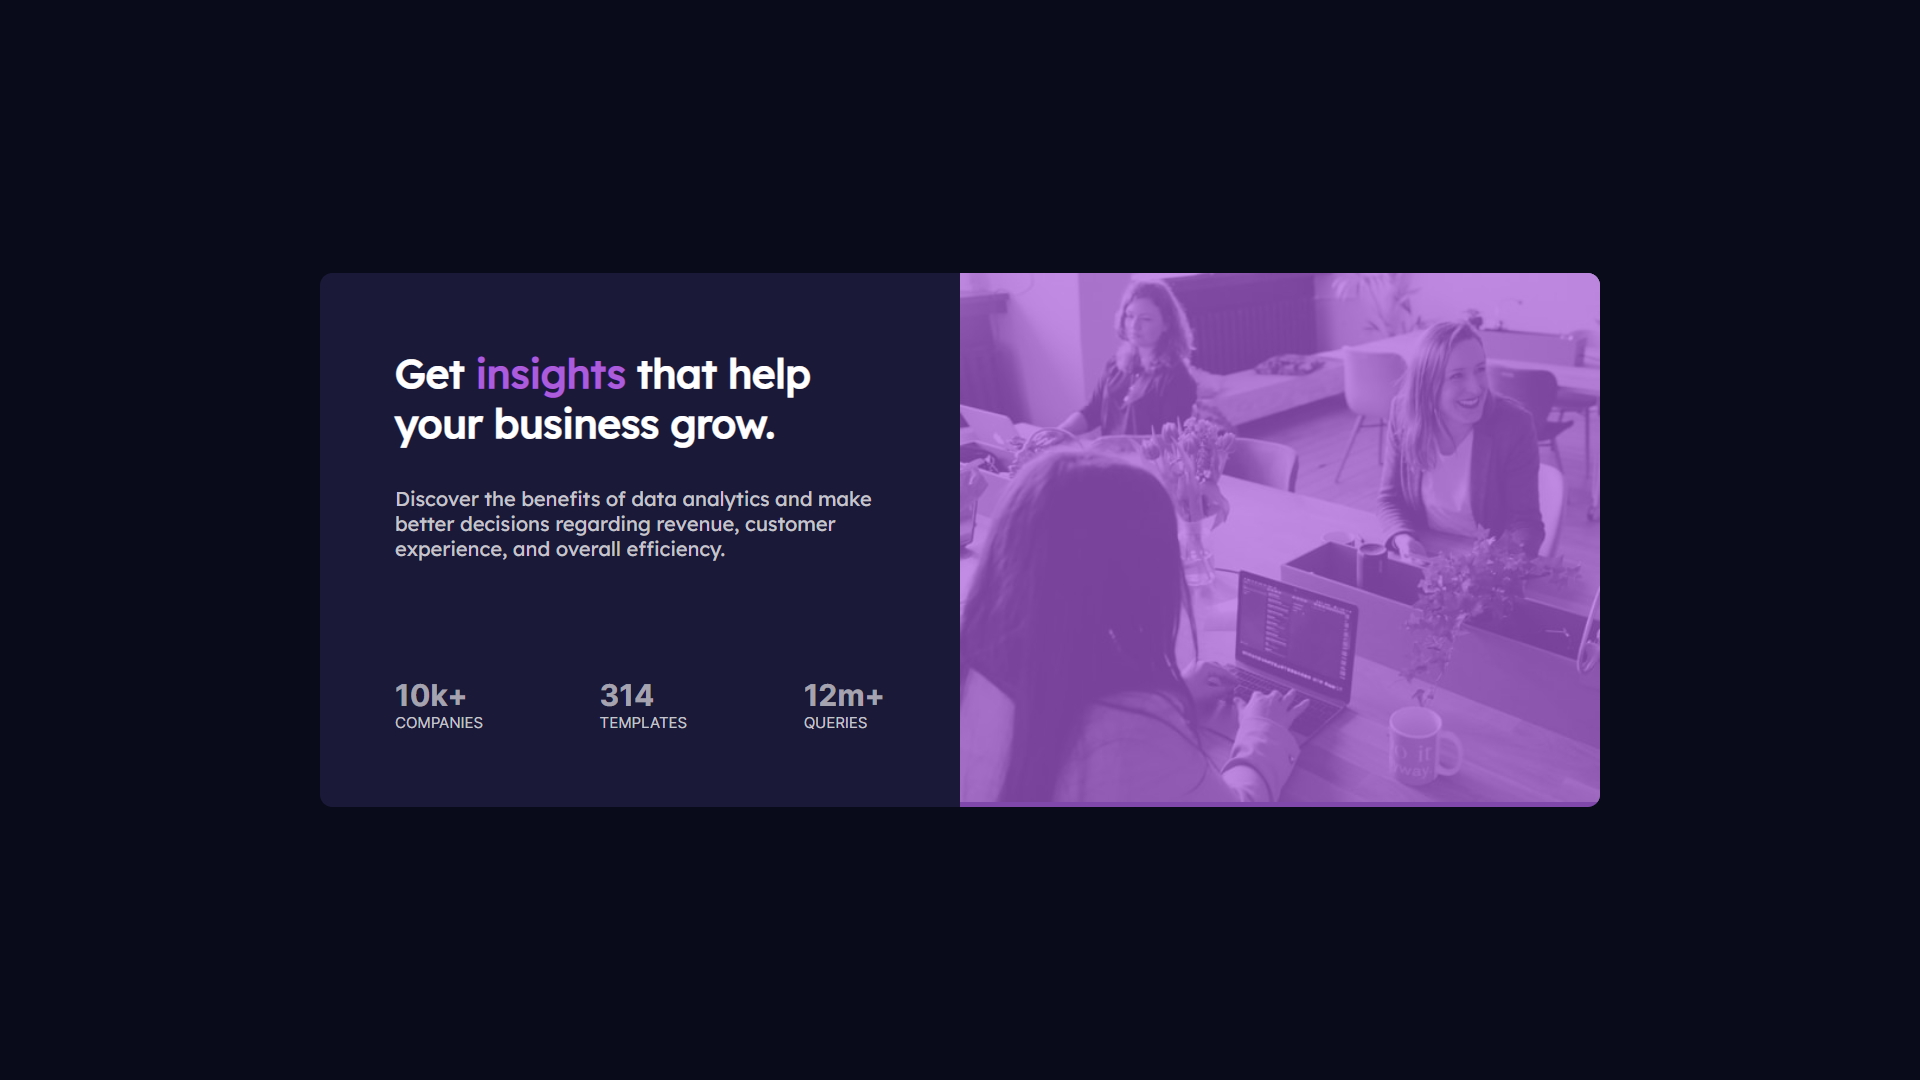 Get insights that help
your business grow.
Discover the benefits of data analytics and make
better decisions regarding revenue, customer
experience, and overall efficiency.
10k+ 314 12m+
COMPANIES TEMPLATES QUERIES